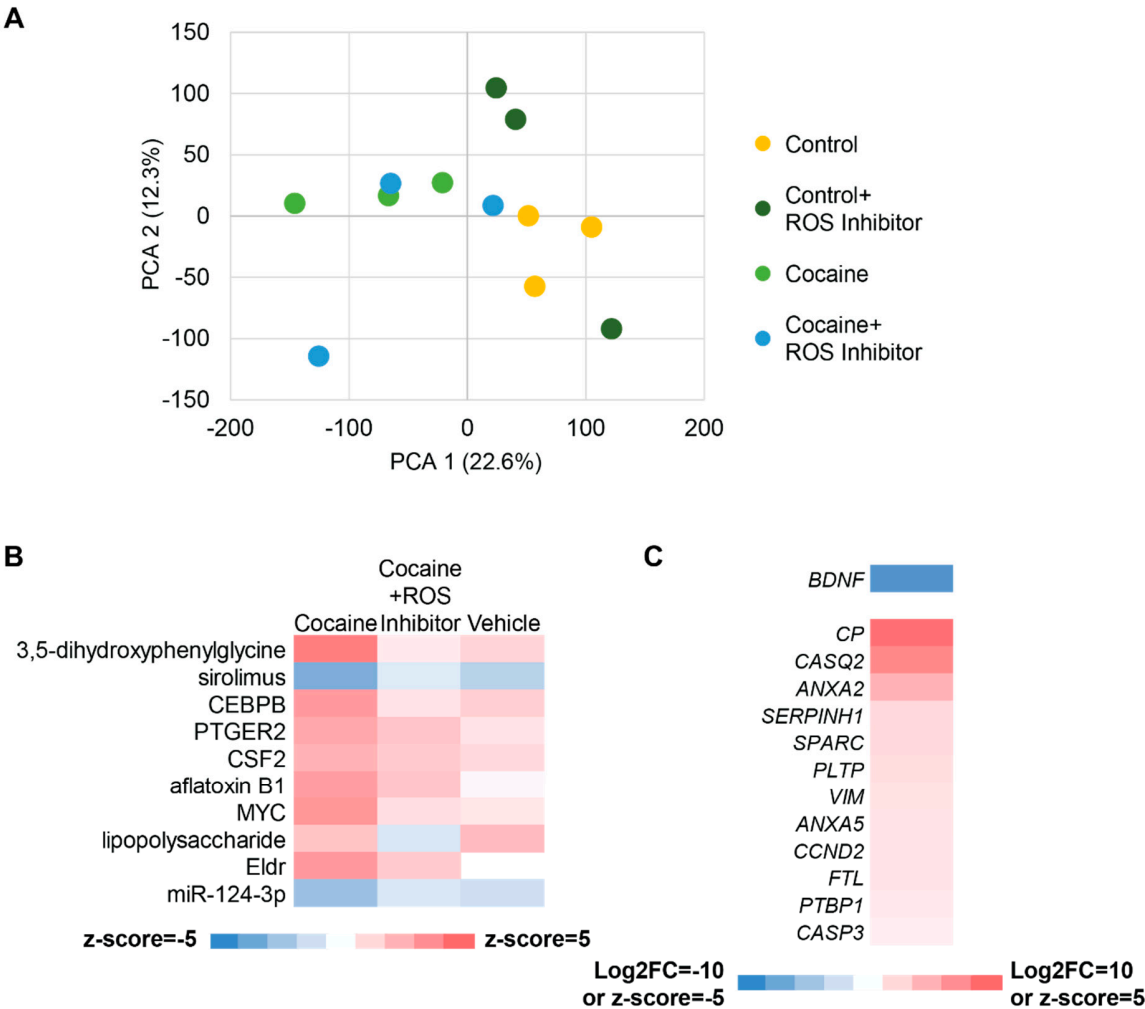 A
150
100
50
0
-50
-100
-150
-200
-100
0
100
200
PCA 2 (12.3%)
PCA 1 (22.6%)
Control
Control+
ROS Inhibitor
Cocaine
Cocaine+
ROS Inhibitor
B
Cocaine
Cocaine
+ROS
Inhibitor
Vehicle
3,5-dihydroxyphenylglycine
sirolimus
CEBPB
PTGER2
CSF2
aflatoxin B1
MYC
lipopolysaccharide
Eldr
miR-124-3p
z-score=-5
z-score=5
C
BDNF
CP
CASQ2
ANXA2
SERPINH1
SPARC
PLTP
VIM
ANXA5
CCND2
FTL
PTBP1
CASP3
Log2FC=-10
or z-score=-5
Log2FC=10
or z-score=5